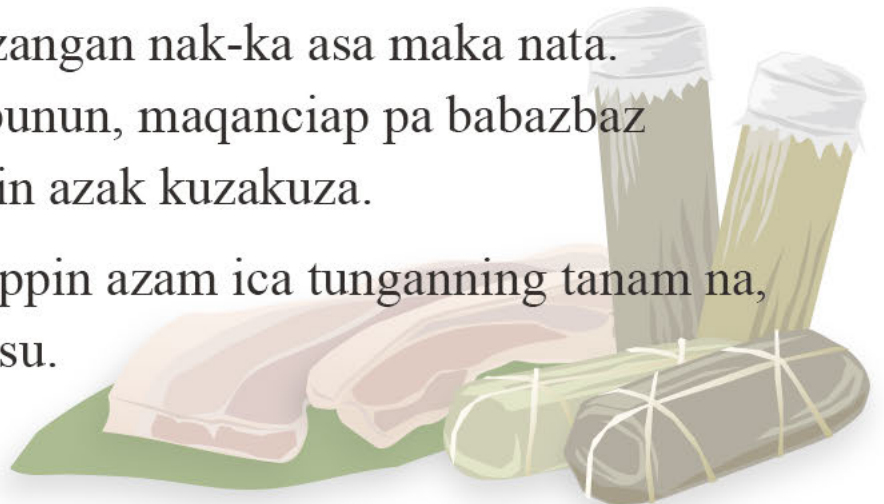 zangan nak-ka asa maka nata.
bunun, maqanciap pa babazbaz
in azak kuzakuza.
ppin azam ica tunganning tanam na,
su.